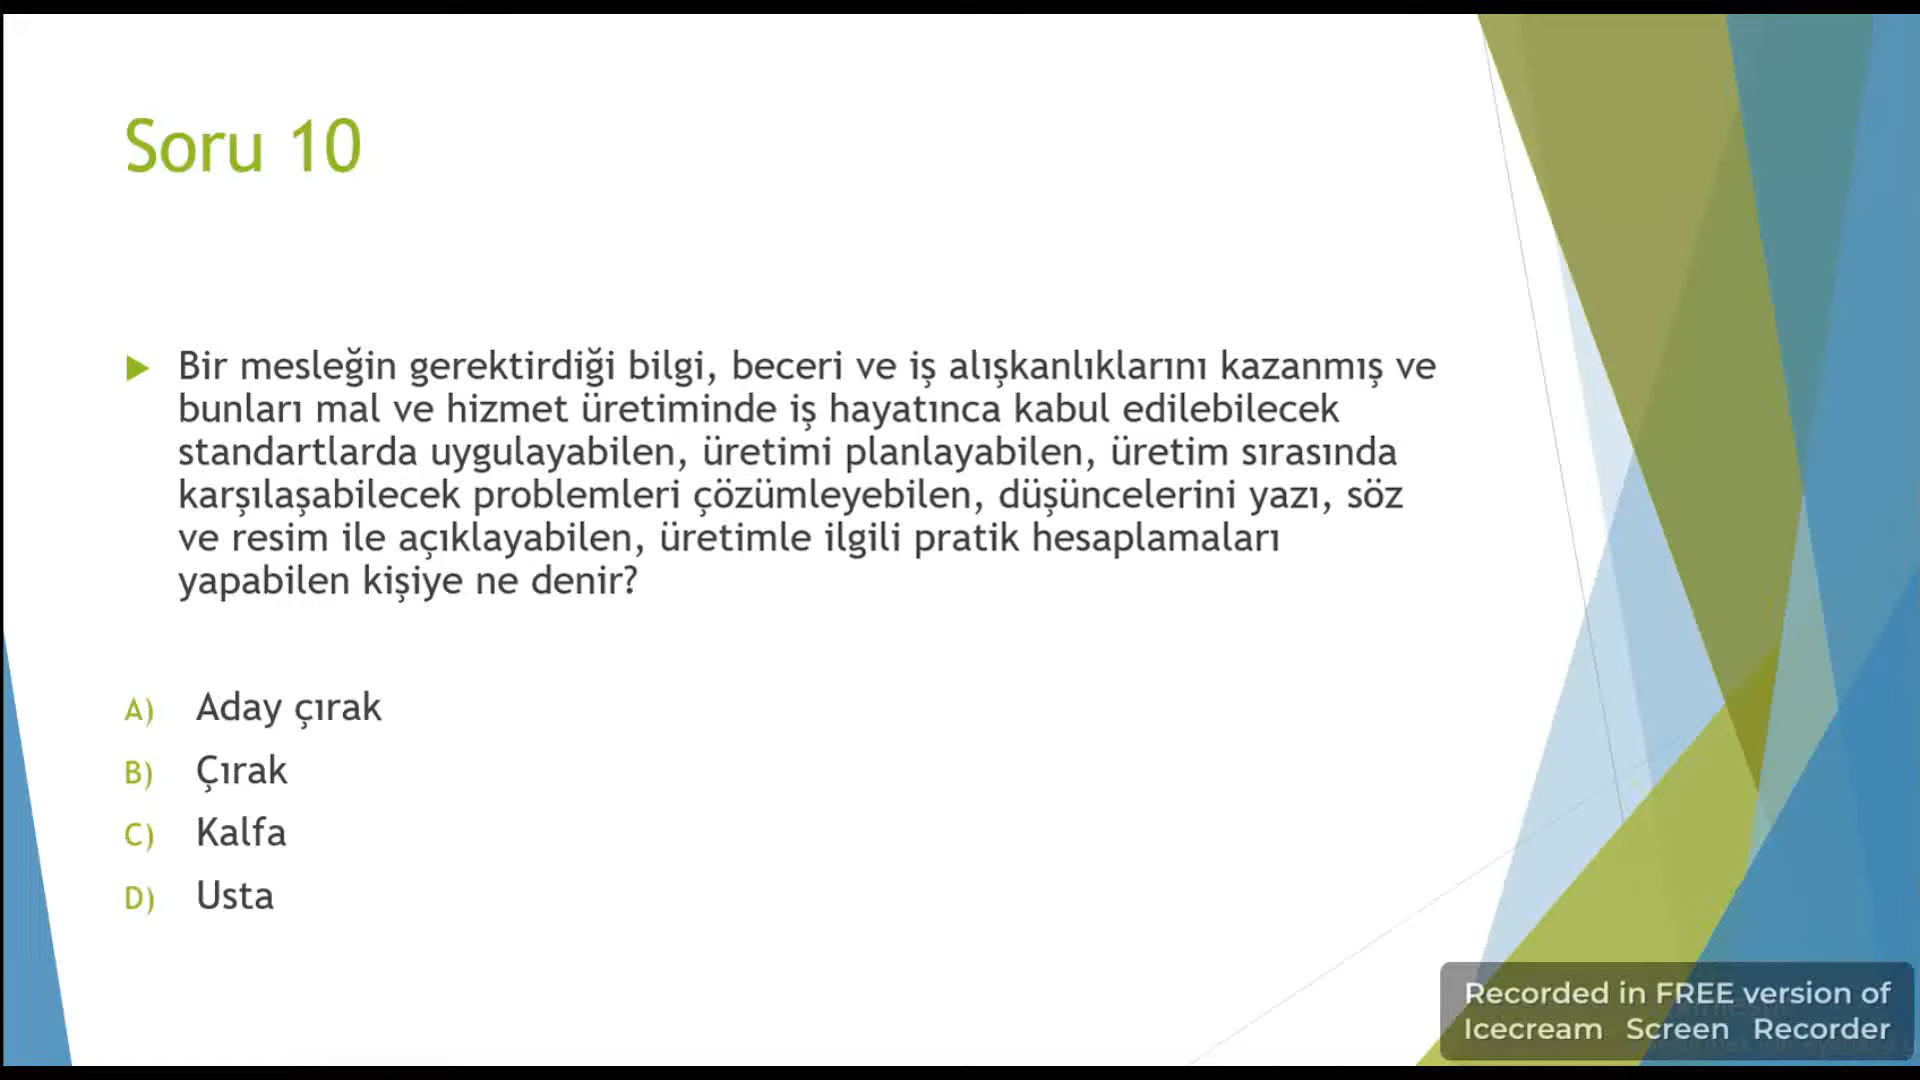 Soru 10
Bir mesleğin gerektirdiği bilgi, beceri ve iş alışkanlıklarını kazanmış ve
bunları mal ve hizmet üretiminde iş hayatınca kabul edilebilecek
standartlarda uygulayabilen, üretimi planlayabilen, üretim sırasında
karşılaşabilecek problemleri çözümleyebilen, düşüncelerini yazı, söz
ve resim ile açıklayabilen, üretimle ilgili pratik hesaplamaları
yapabilen kişiye ne denir?
A) Aday çırak
B) Çırak
C) Kalfa
D) Usta
Recorded in FREE version of
Icecream Screen Recorder